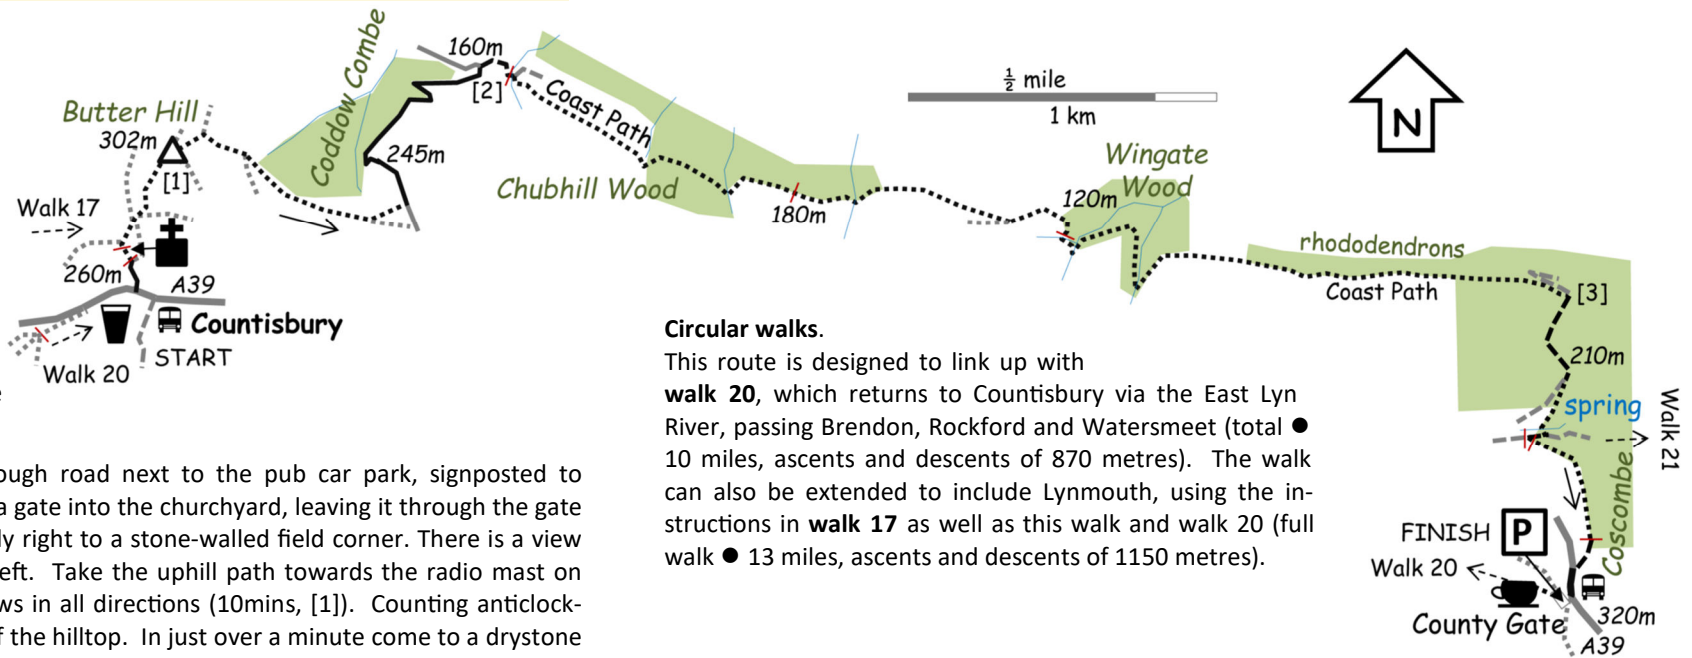 Butter Hill
302m
[1]
Walk 17
260m
A39
Countisbury
START
Walk 20
Coddow Combe
245m
160m
[2]
Coast Path
Chubhill Wood
180m
½ mile
1 km
N
Wingate
Wood
120m
rhododendrons
Coast Path
[3]
210m
spring
Walk 21
Coscombe
FINISH
P
Walk 20
County Gate
320m
A39
Circular walks.
This route is designed to link up with
walk 20, which returns to Countisbury via the East Lyn
River, passing Brendon, Rockford and Watersmeet (total ●
10 miles, ascents and descents of 870 metres). The walk
can also be extended to include Lynmouth, using the in-
structions in walk 17 as well as this walk and walk 20 (full
walk ● 13 miles, ascents and descents of 1150 metres).
ough road next to the pub car park, signposted to
a gate into the churchyard, leaving it through the gate
ly right to a stone-walled field corner. There is a view
eft. Take the uphill path towards the radio mast on
ws in all directions (10mins, [1]). Counting anticlock-
f the hilltop. In just over a minute come to a drystone